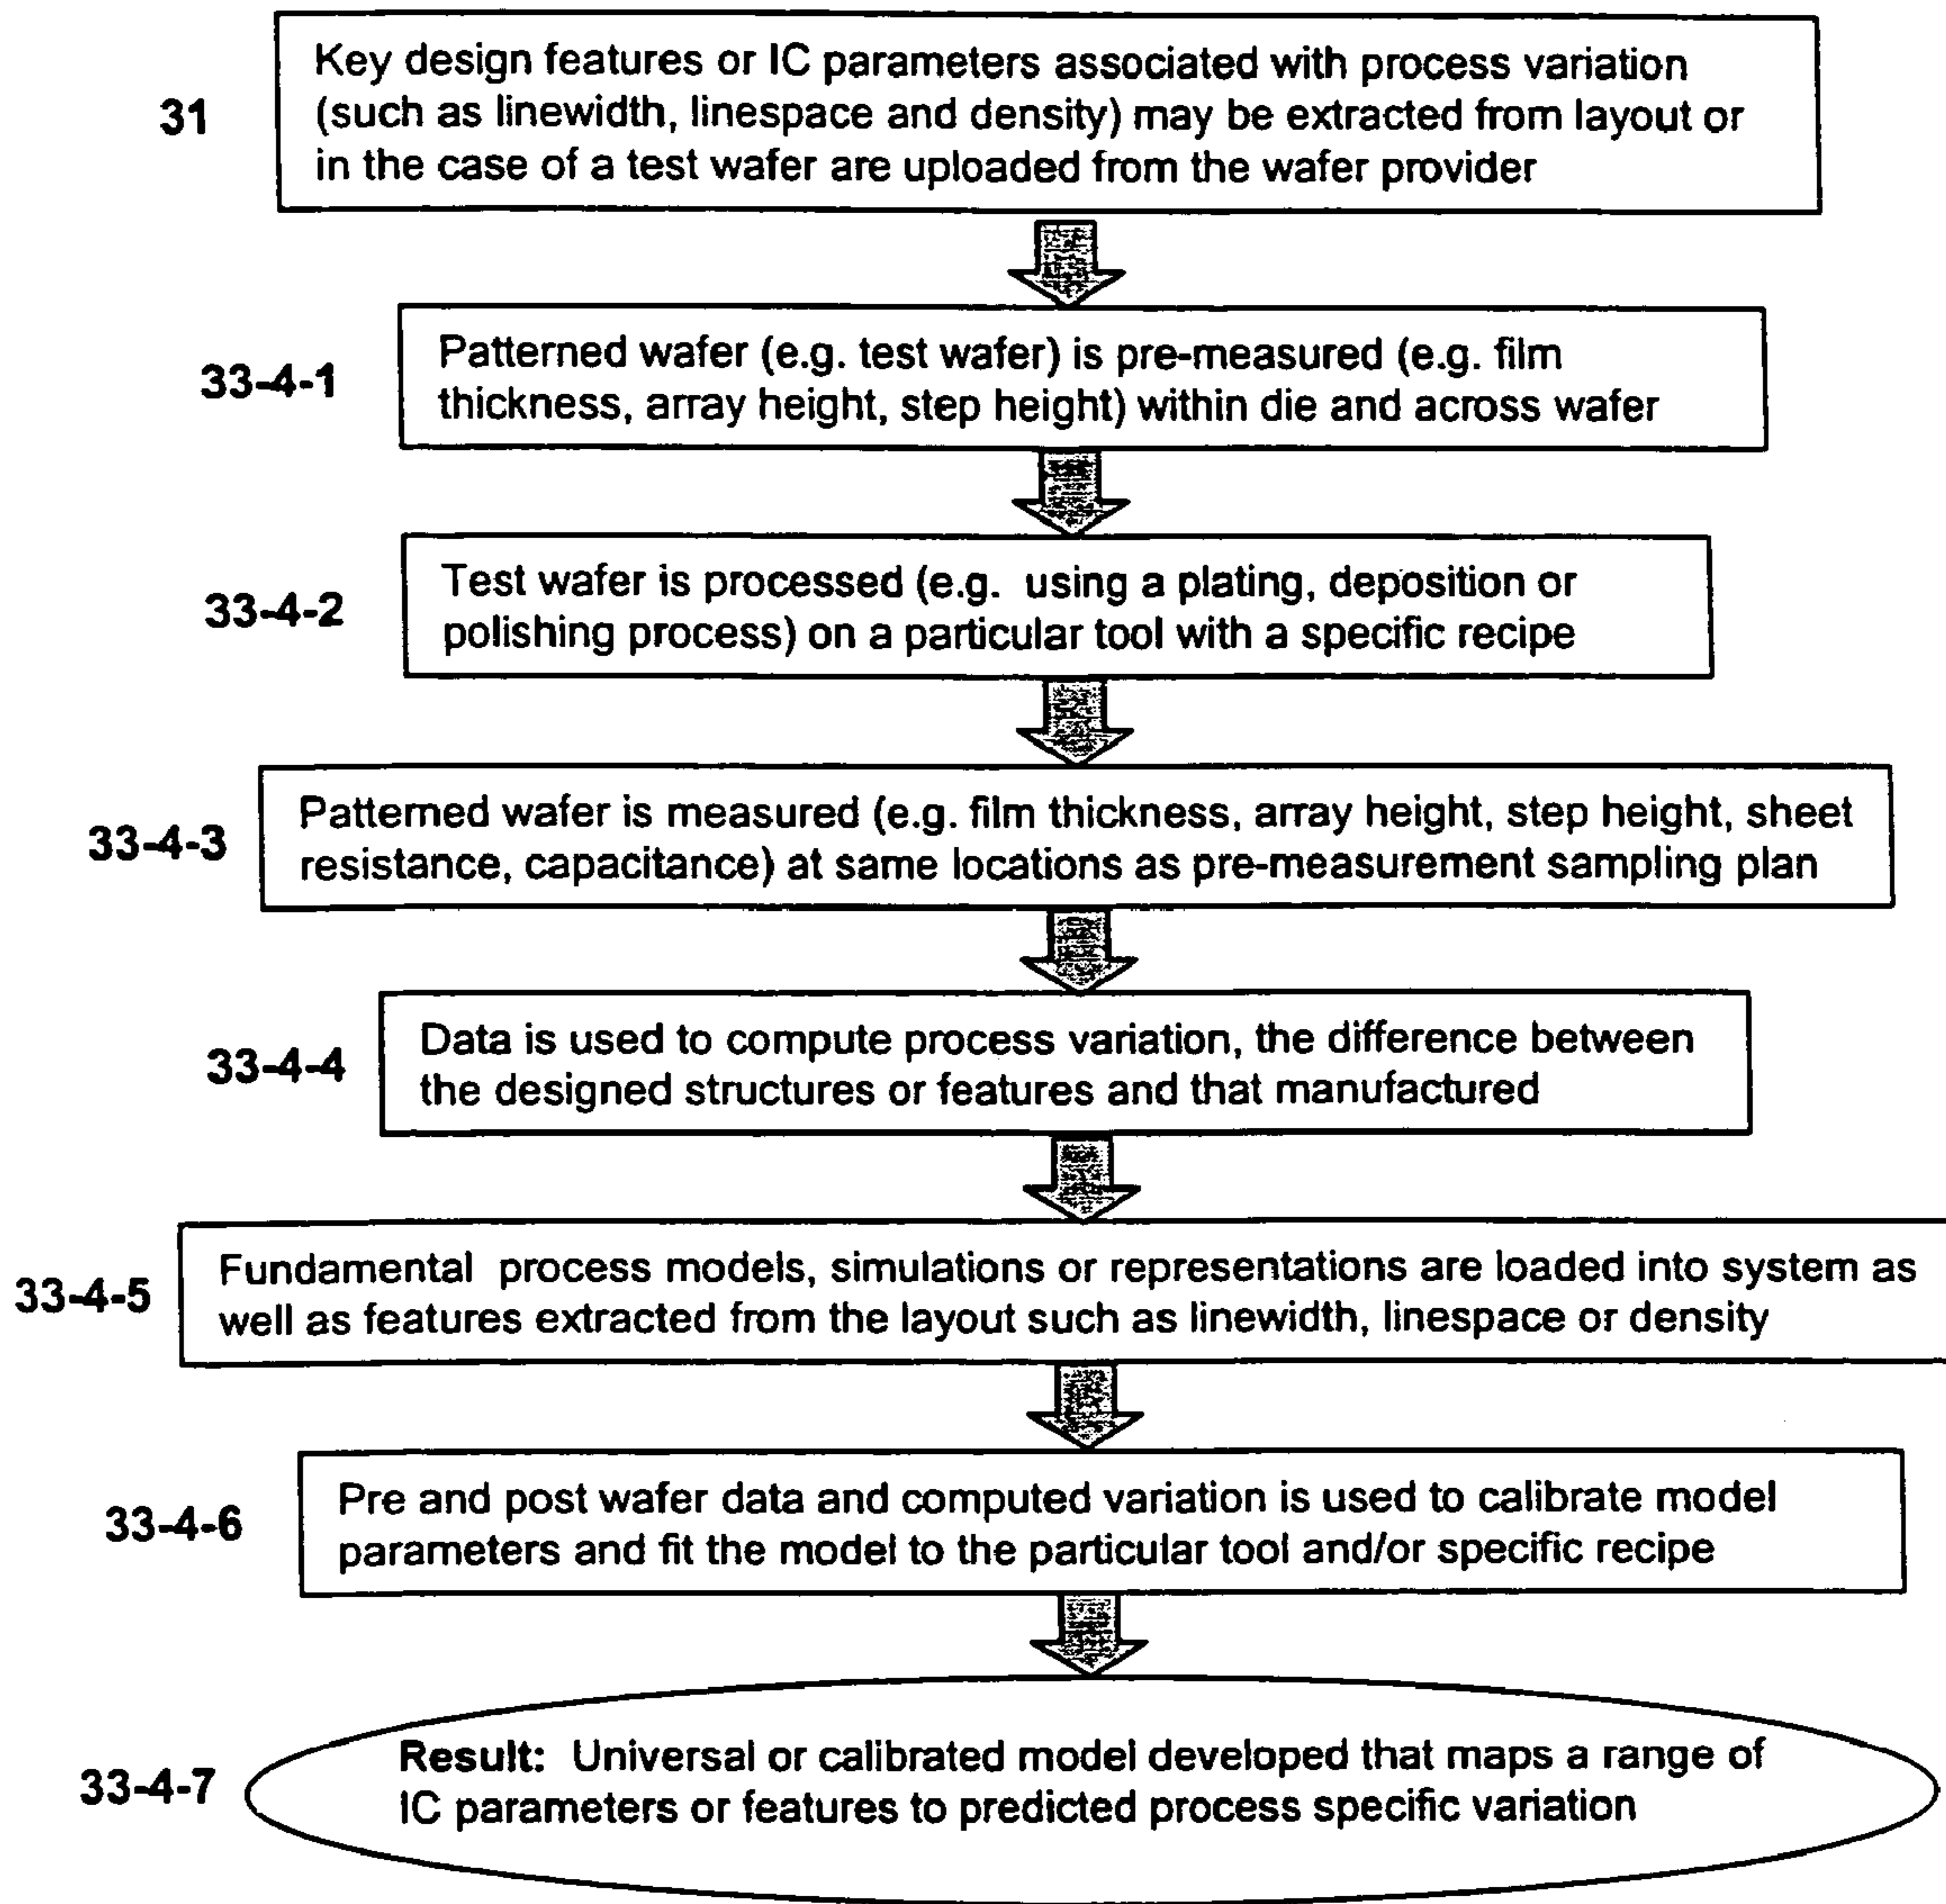 Key design features or IC parameters associated with process variation
31
(such as linewidth, linespace and density) may be extracted from layout or
in the case of a test wafer are uploaded from the wafer provider
Patterned wafer (e.g. test wafer) is pre-measured (e.g. film
33-4-1
thickness, array height, step height) within die and across wafer
Test wafer is processed (e.g. using a plating, deposition or
33-4-2
polishing process) on a particular tool with a specific recipe
Patterned wafer is measured (e.g. film thickness, array height, step height, sheet
33-4-3
resistance, capacitance) at same locations as pre-measurement sampling plan
Data is used to compute process variation, the difference between
33-4-4
the designed structures or features and that manufactured
Fundamental process models, simulations or representations are loaded into system as
33-4-5
well as features extracted from the layout such as linewidth, linespace or density
Pre and post wafer data and computed variation is used to calibrate model
33-4-6
parameters and fit the model to the particular tool and/or specific recipe
Result: Universal or calibrated model developed that maps a range of
33-4-7
IC parameters or features to predicted process specific variation